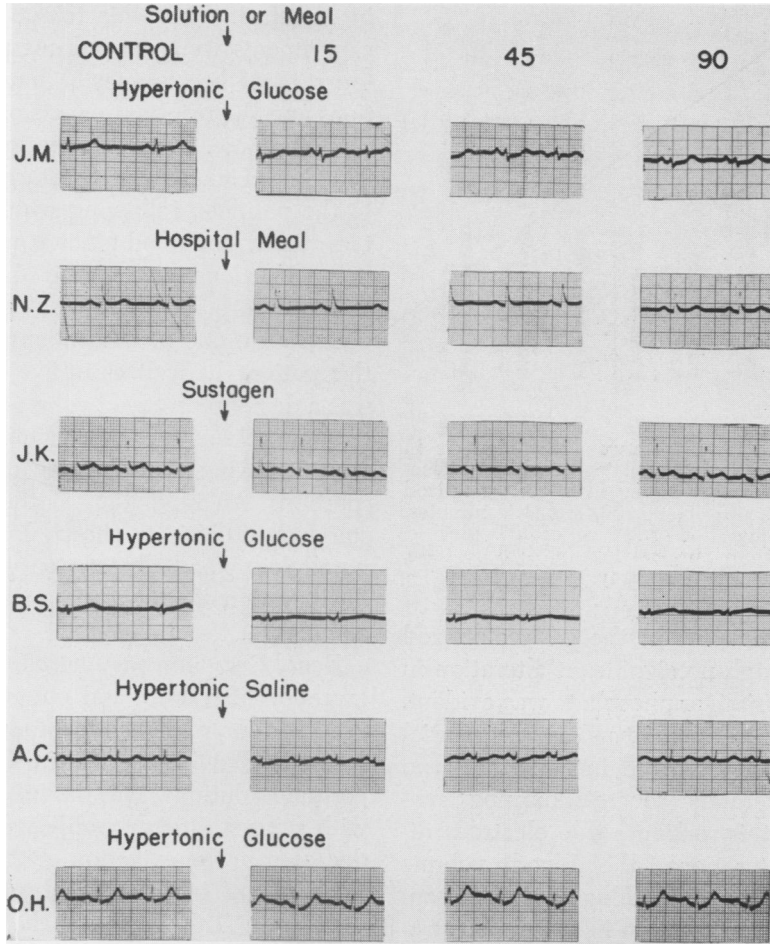 Solution or Meal
CONTROL 15 45 90
Hypertonic Glucose
J.M.
Hospital Meal
N.Z.
Sustagen
J.K.
Hypertonic Glucose
B.S.
Hypertonic Saline
A.C.
Hypertonic Glucose
O.H.